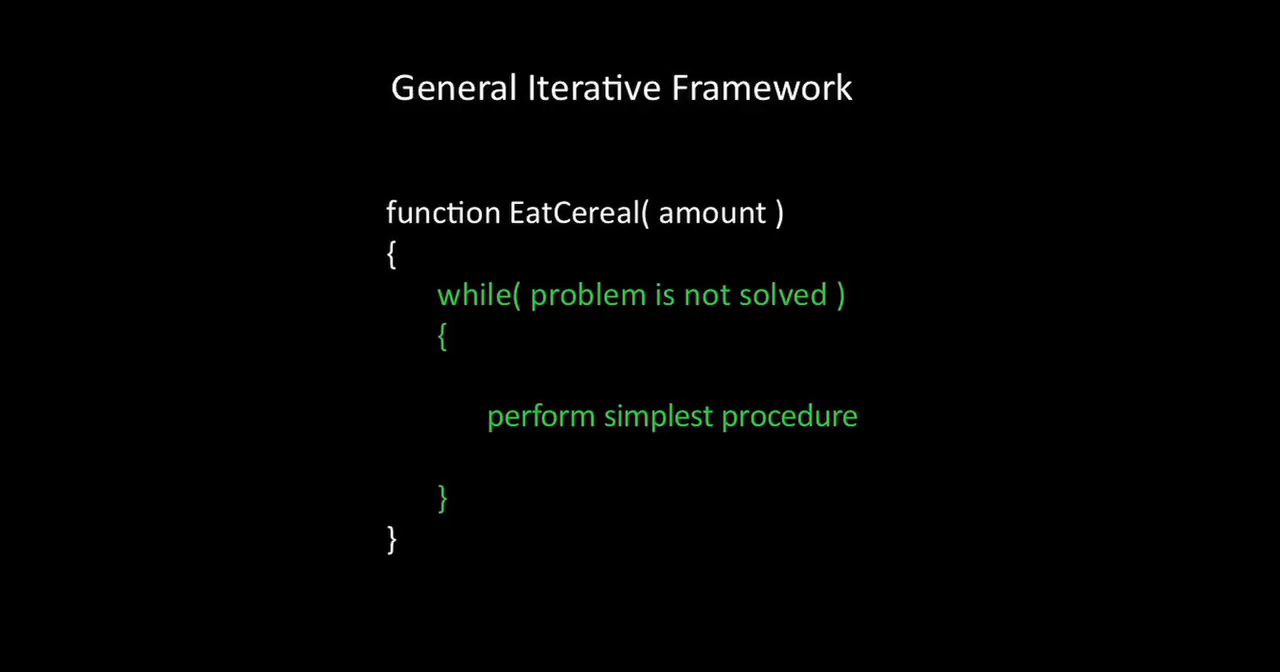 General Iterative Framework
function EatCereal( amount )
{
while( problem is not solved )
{
perform simplest procedure
}
}